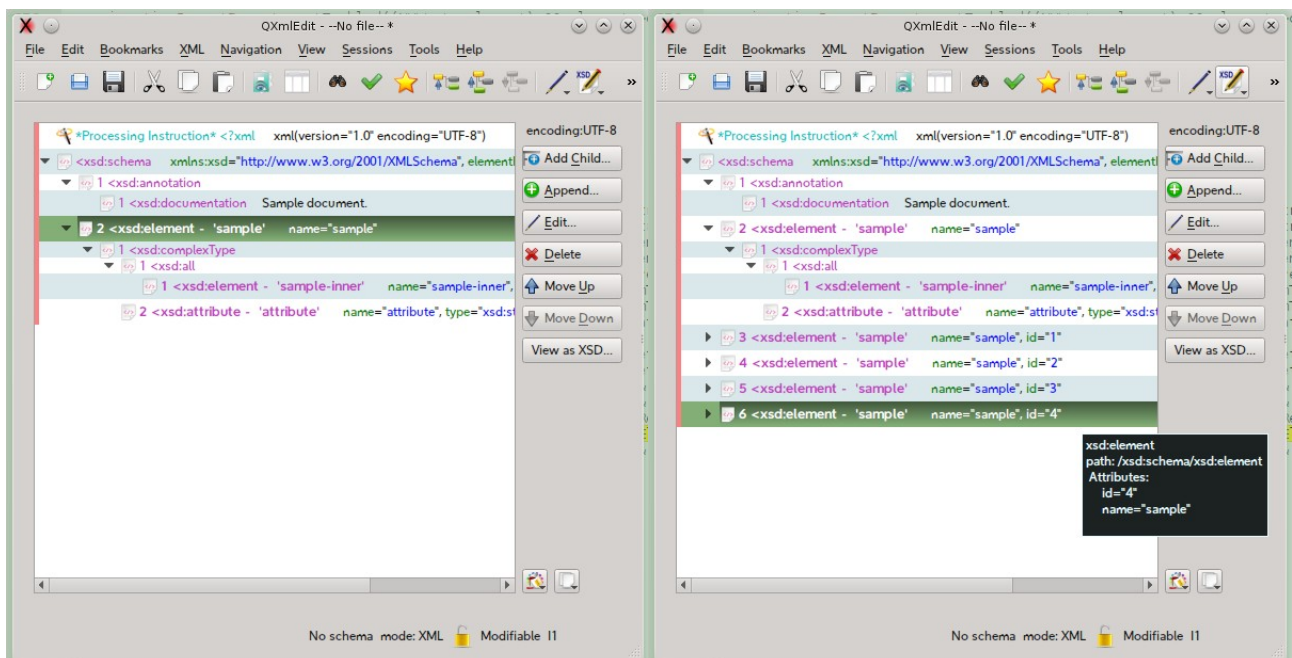 QXmlEdit - --No file-- *
File Edit Bookmarks XML Navigation View Sessions Tools Help
XSD
»
*Processing Instruction* <?xml xml(version="1.0" encoding="UTF-8")
<xsd:schema xmlns:xsd="http://www.w3.org/2001/XMLSchema", element
1 <xsd:annotation
1 <xsd:documentation Sample document.
2 <xsd:element - 'sample' name="sample"
1 <xsd:complexType
1 <xsd:all
1 <xsd:element - 'sample-inner' name="sample-inner",
2 <xsd:attribute - 'attribute' name="attribute", type="xsd:st
encoding:UTF-8
Add Child...
Append...
Edit...
Delete
Move Up
Move Down
View as XSD...
No schema mode: XML Modifiable I1
QXmlEdit - --No file-- *
File Edit Bookmarks XML Navigation View Sessions Tools Help
XSD
»
*Processing Instruction* <?xml xml(version="1.0" encoding="UTF-8")
<xsd:schema xmlns:xsd="http://www.w3.org/2001/XMLSchema", element
1 <xsd:annotation
1 <xsd:documentation Sample document.
2 <xsd:element - 'sample' name="sample"
1 <xsd:complexType
1 <xsd:all
1 <xsd:element - 'sample-inner' name="sample-inner",
2 <xsd:attribute - 'attribute' name="attribute", type="xsd:st
3 <xsd:element - 'sample' name="sample", id="1"
4 <xsd:element - 'sample' name="sample", id="2"
5 <xsd:element - 'sample' name="sample", id="3"
6 <xsd:element - 'sample' name="sample", id="4"
encoding:UTF-8
Add Child...
Append...
Edit...
Delete
Move Up
Move Down
View as XSD...
xsd:element
path: /xsd:schema/xsd:element
Attributes:
id="4"
name="sample"
No schema mode: XML Modifiable I1